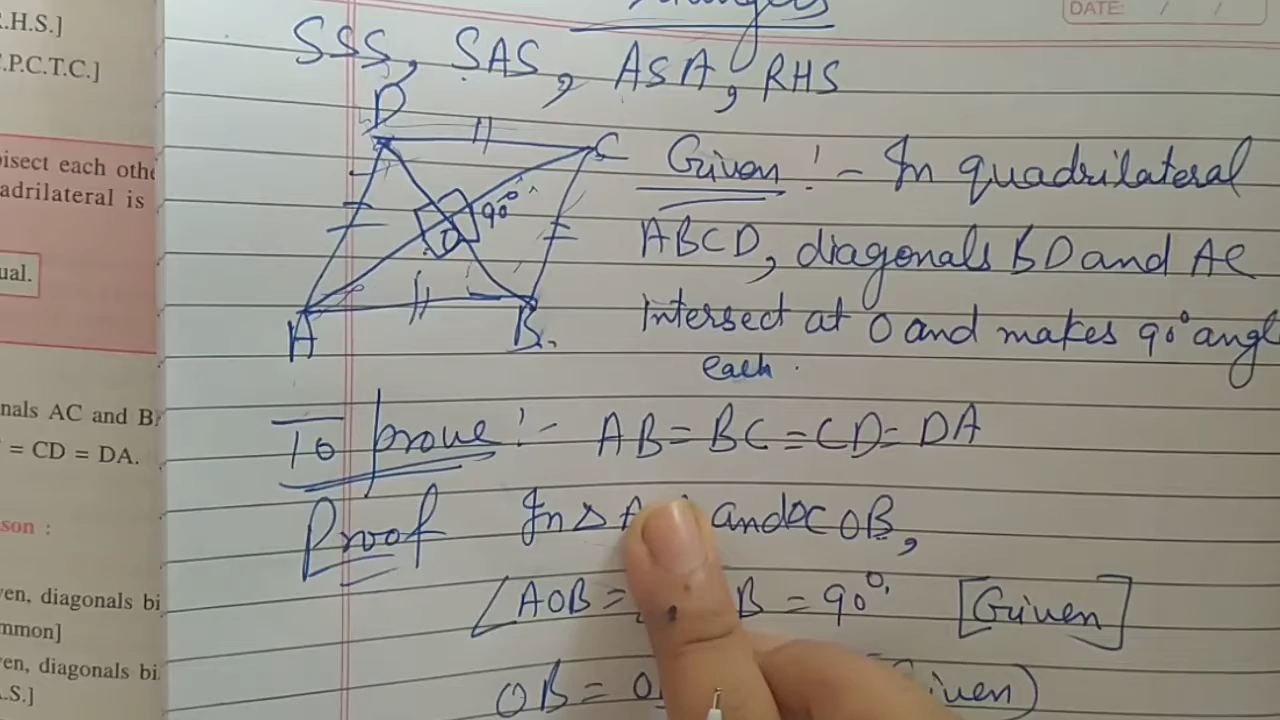 R.H.S.]
C.P.C.T.C.]
bisect each othe
adrilateral is
ual.
nals AC and B
= CD = DA.
son :
ven, diagonals bi
mmon]
ven, diagonals bi
.S.]
DATE: / /
SSS, SAS, ASA, RHS
D
C
90°
O
A
B
Given :- In quadrilateral
ABCD, diagonals BD and AC
Intersect at O and makes 90° angl
each.
To prove :- AB = BC = CD = DA
Proof In △ A and △COB,
∠AOB = B = 90° [Given]
OB = O